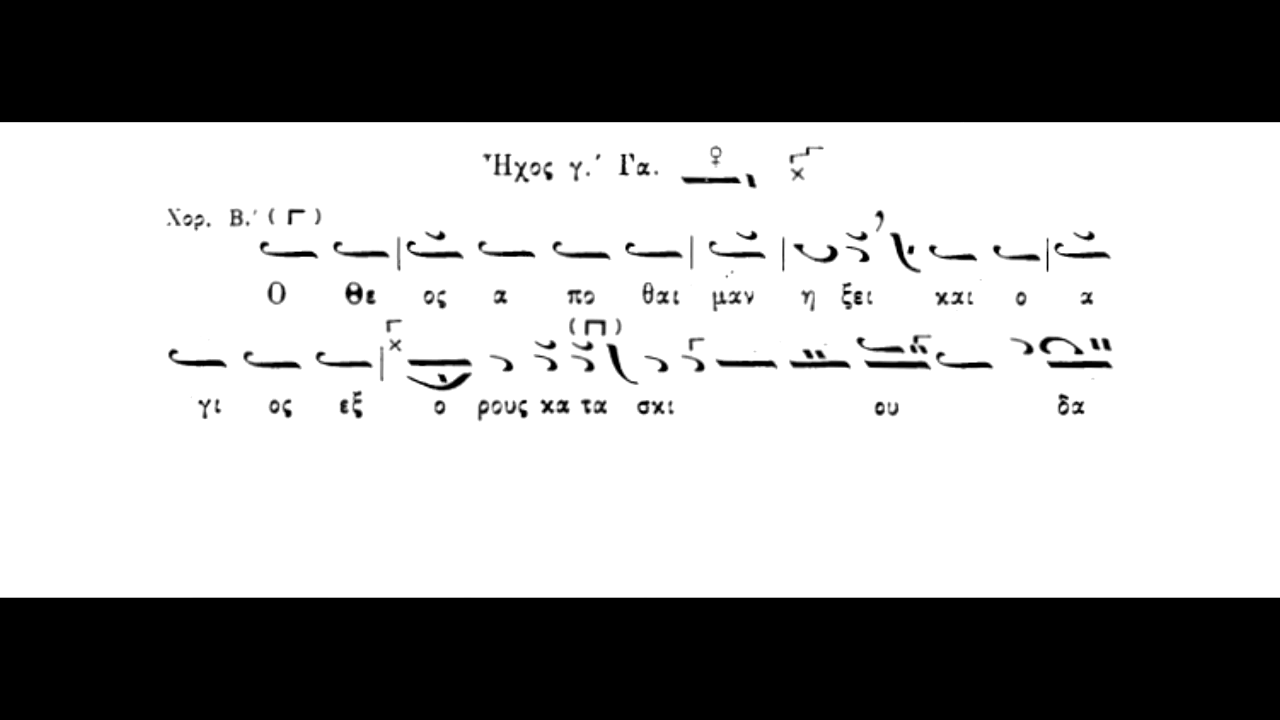 Ἦχος γ.΄ Γα.
Χορ. Β.΄ (Γ)
Ο Θε ος α πο θαι μαν η ξει και ο α
(Π)
γι ος εξ ο ρους κα τα σκι ου δα